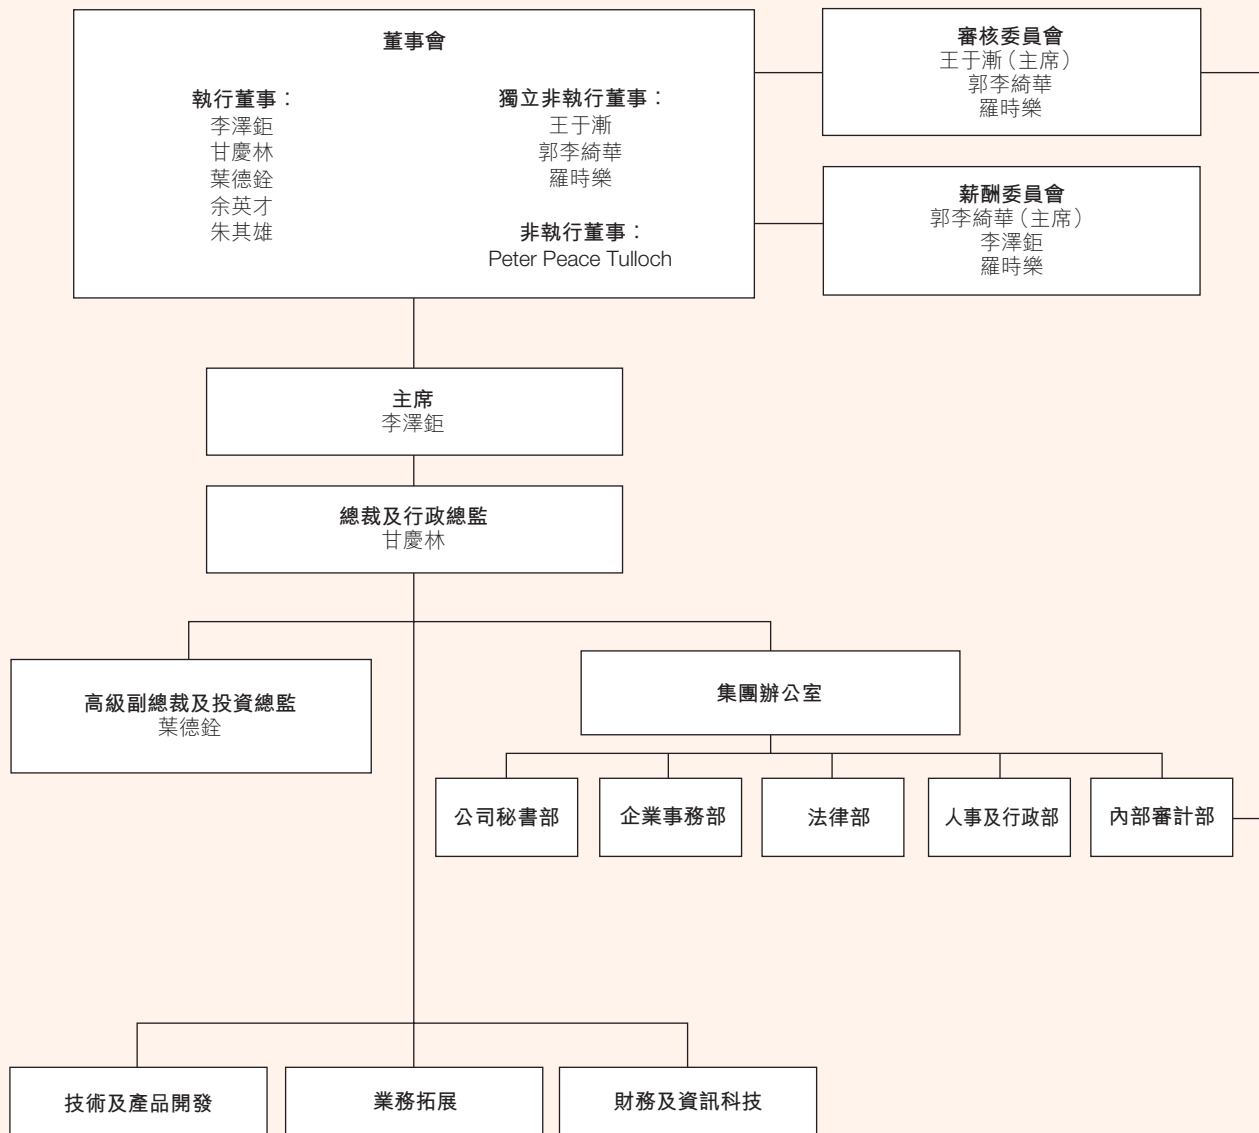 董事會
執行董事：
李澤鉅
甘慶林
葉德銓
余英才
朱其雄
獨立非執行董事：
王于漸
郭李綺華
羅時樂
非執行董事：
Peter Peace Tulloch
審核委員會
王于漸（主席）
郭李綺華
羅時樂
薪酬委員會
郭李綺華（主席）
李澤鉅
羅時樂
主席
李澤鉅
總裁及行政總監
甘慶林
高級副總裁及投資總監
葉德銓
集團辦公室
公司秘書部
企業事務部
法律部
人事及行政部
內部審計部
技術及產品開發
業務拓展
財務及資訊科技